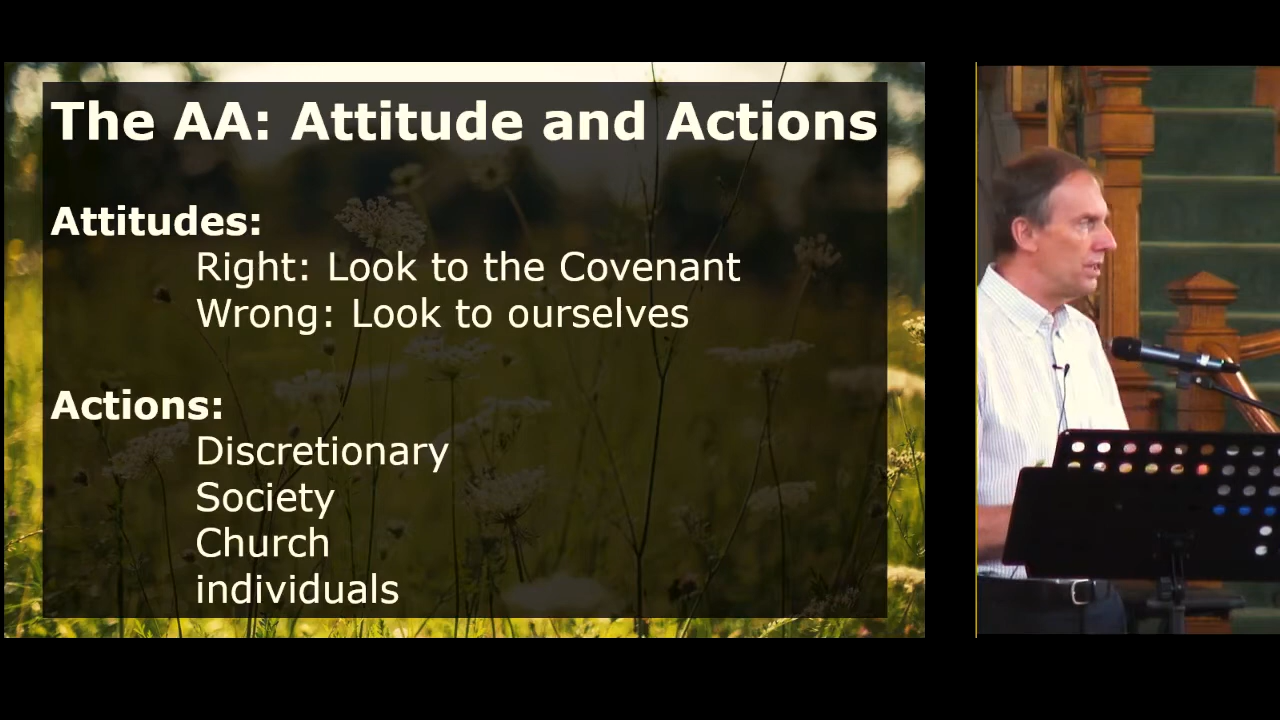 The AA: Attitude and Actions
Attitudes:
Right: Look to the Covenant
Wrong: Look to ourselves
Actions:
Discretionary
Society
Church
individuals